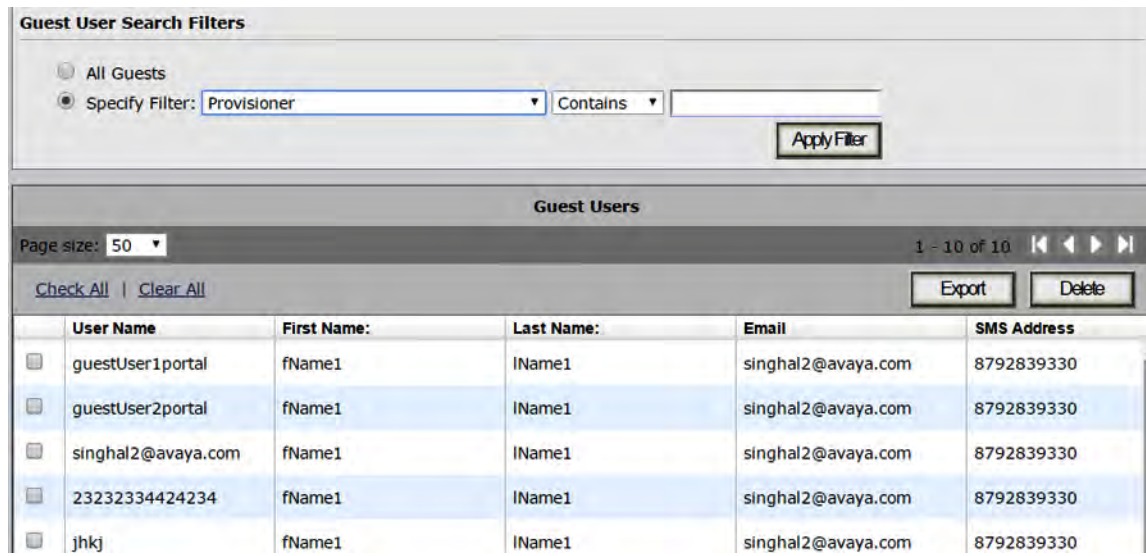 Guest User Search Filters
All Guests
Specify Filter: Provisioner Contains
Apply Filter
Guest Users
Page size: 50 1 - 10 of 10
Check All | Clear All Export Delete
User Name First Name: Last Name: Email SMS Address
guestUser1portal fName1 lName1 singhal2@avaya.com 8792839330
guestUser2portal fName1 lName1 singhal2@avaya.com 8792839330
singhal2@avaya.com fName1 lName1 singhal2@avaya.com 8792839330
23232334424234 fName1 lName1 singhal2@avaya.com 8792839330
jhkj fName1 lName1 singhal2@avaya.com 8792839330